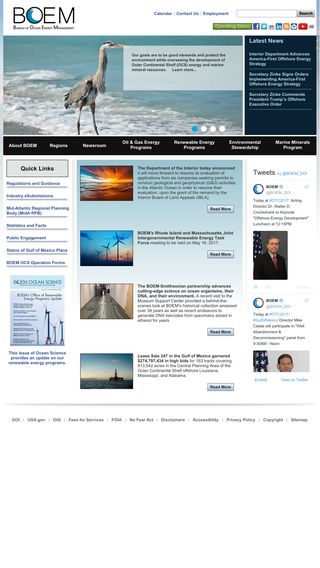 BOEM
BUREAU OF OCEAN ENERGY MANAGEMENT
Calendar | Contact Us | Employment
Search
Operating Status
Our goals are to be good stewards and protect the environment while overseeing the development of Outer Continental Shelf (OCS) energy and marine mineral resources. Learn more..
Latest News
Interior Department Advances America-First Offshore Energy Strategy
Secretary Zinke Signs Orders Implementing America-First Offshore Energy Strategy
Secretary Zinke Commends President Trump's Offshore Executive Order
About BOEM
Regions
Newsroom
Oil & Gas Energy Programs
Renewable Energy Programs
Environmental Stewardship
Marine Minerals Program
Quick Links
Regulations and Guidance
Industry eSubmissions
Mid-Atlantic Regional Planning Body (MidA RPB)
Statistics and Facts
Public Engagement
Status of Gulf of Mexico Plans
BOEM OCS Operation Forms
BOEM OCEAN SCIENCE
BOEM's Office of Renewable Energy Programs Update
This issue of Ocean Science provides an update on our renewable energy programs.
The Department of the Interior today announced it will move forward to resume its evaluation of applications from six companies seeking permits to conduct geological and geophysical (G&G) activities in the Atlantic Ocean in order to resume their evaluation, upon the grant of the remand by the Interior Board of Land Appeals (IBLA).
Read More
BOEM's Rhode Island and Massachusetts Joint Intergovernmental Renewable Energy Task Force meeting to be held on May 16, 2017.
Read More
The BOEM-Smithsonian partnership advances cutting-edge science on ocean organisms, their DNA, and their environment. A recent visit to the Museum Support Center provided a behind-the-scenes look at BOEM's historical collection amassed over 38 years as well as recent endeavors to generate DNA barcodes from specimens stored in ethanol for years.
Read More
Lease Sale 247 in the Gulf of Mexico garnered $274,797,434 in high bids for 163 tracts covering 913,542 acres in the Central Planning Area of the Outer Continental Shelf offshore Louisiana, Mississippi, and Alabama.
Read More
Tweets by @BOEM_DOI
BOEM
@BOEM_DOI
Today at #OTC2017: Acting Director Dr. Walter D. Cruickshank to Keynote "Offshore Energy Development" Luncheon at 12:15PM
BOEM
@BOEM_DOI
Today at #OTC2017: #GulfofMexico Director Mike Celata will participate in "Well Abandonment & Decommissioning" panel from 9:30AM - Noon
Embed
View on Twitter
DOI | USA.gov | OIG | Fees for Services | FOIA | No Fear Act | Disclaimers | Accessibility | Privacy Policy | Copyright | Sitemap